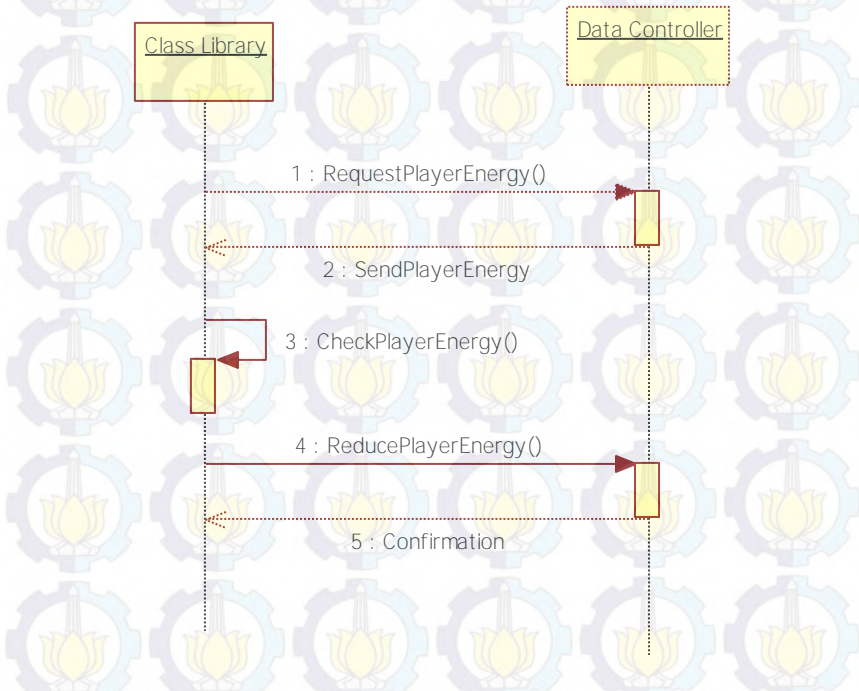 Class Library
Data Controller
1 : RequestPlayerEnergy()
2 : SendPlayerEnergy
3 : CheckPlayerEnergy()
4 : ReducePlayerEnergy()
5 : Confirmation